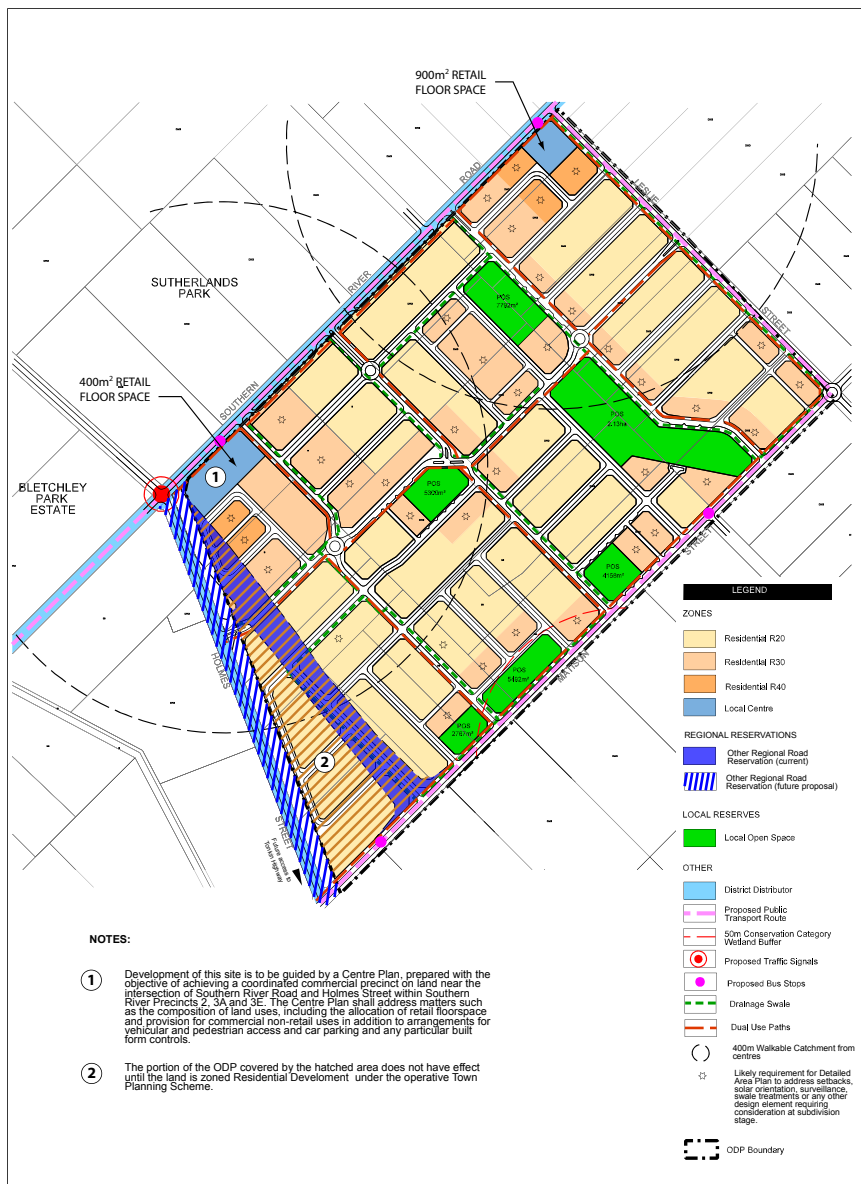 900m² RETAIL
FLOOR SPACE
ROAD
LESLIE
RIVER
SUTHERLANDS
PARK
POS
7792m²
STREET
400m² RETAIL
FLOOR SPACE
SOUTHERN
POS
2.13ha
1
BLETCHLEY
PARK
ESTATE
POS
5300m²
STREET
POS
4156m²
HOLMES
MATISON
POS
5492m²
POS
2767m²
2
STREET
Future access to
Tonkin Highway
LEGEND
ZONES
Residential R20
Residential R30
Residential R40
Local Centre
REGIONAL RESERVATIONS
Other Regional Road
Reservation (current)
Other Regional Road
Reservation (future proposal)
LOCAL RESERVES
Local Open Space
OTHER
District Distributor
Proposed Public
Transport Route
50m Conservation Category
Wetland Buffer
Proposed Traffic Signals
Proposed Bus Stops
Drainage Swale
Dual Use Paths
400m Walkable Catchment from
centres
Likely requirement for Detailed
Area Plan to address setbacks,
solar orientation, surveillance,
swale treatments or any other
design element requiring
consideration at subdivision
stage.
ODP Boundary
NOTES:
1 Development of this site is to be guided by a Centre Plan, prepared with the
objective of achieving a coordinated commercial precinct on land near the
intersection of Southern River Road and Holmes Street within Southern
River Precincts 2, 3A and 3E. The Centre Plan shall address matters such
as the composition of land uses, including the allocation of retail floorspace
and provision for commercial non-retail uses in addition to arrangements for
vehicular and pedestrian access and car parking and any particular built
form controls.
2 The portion of the ODP covered by the hatched area does not have effect
until the land is zoned Residential Develoment under the operative Town
Planning Scheme.